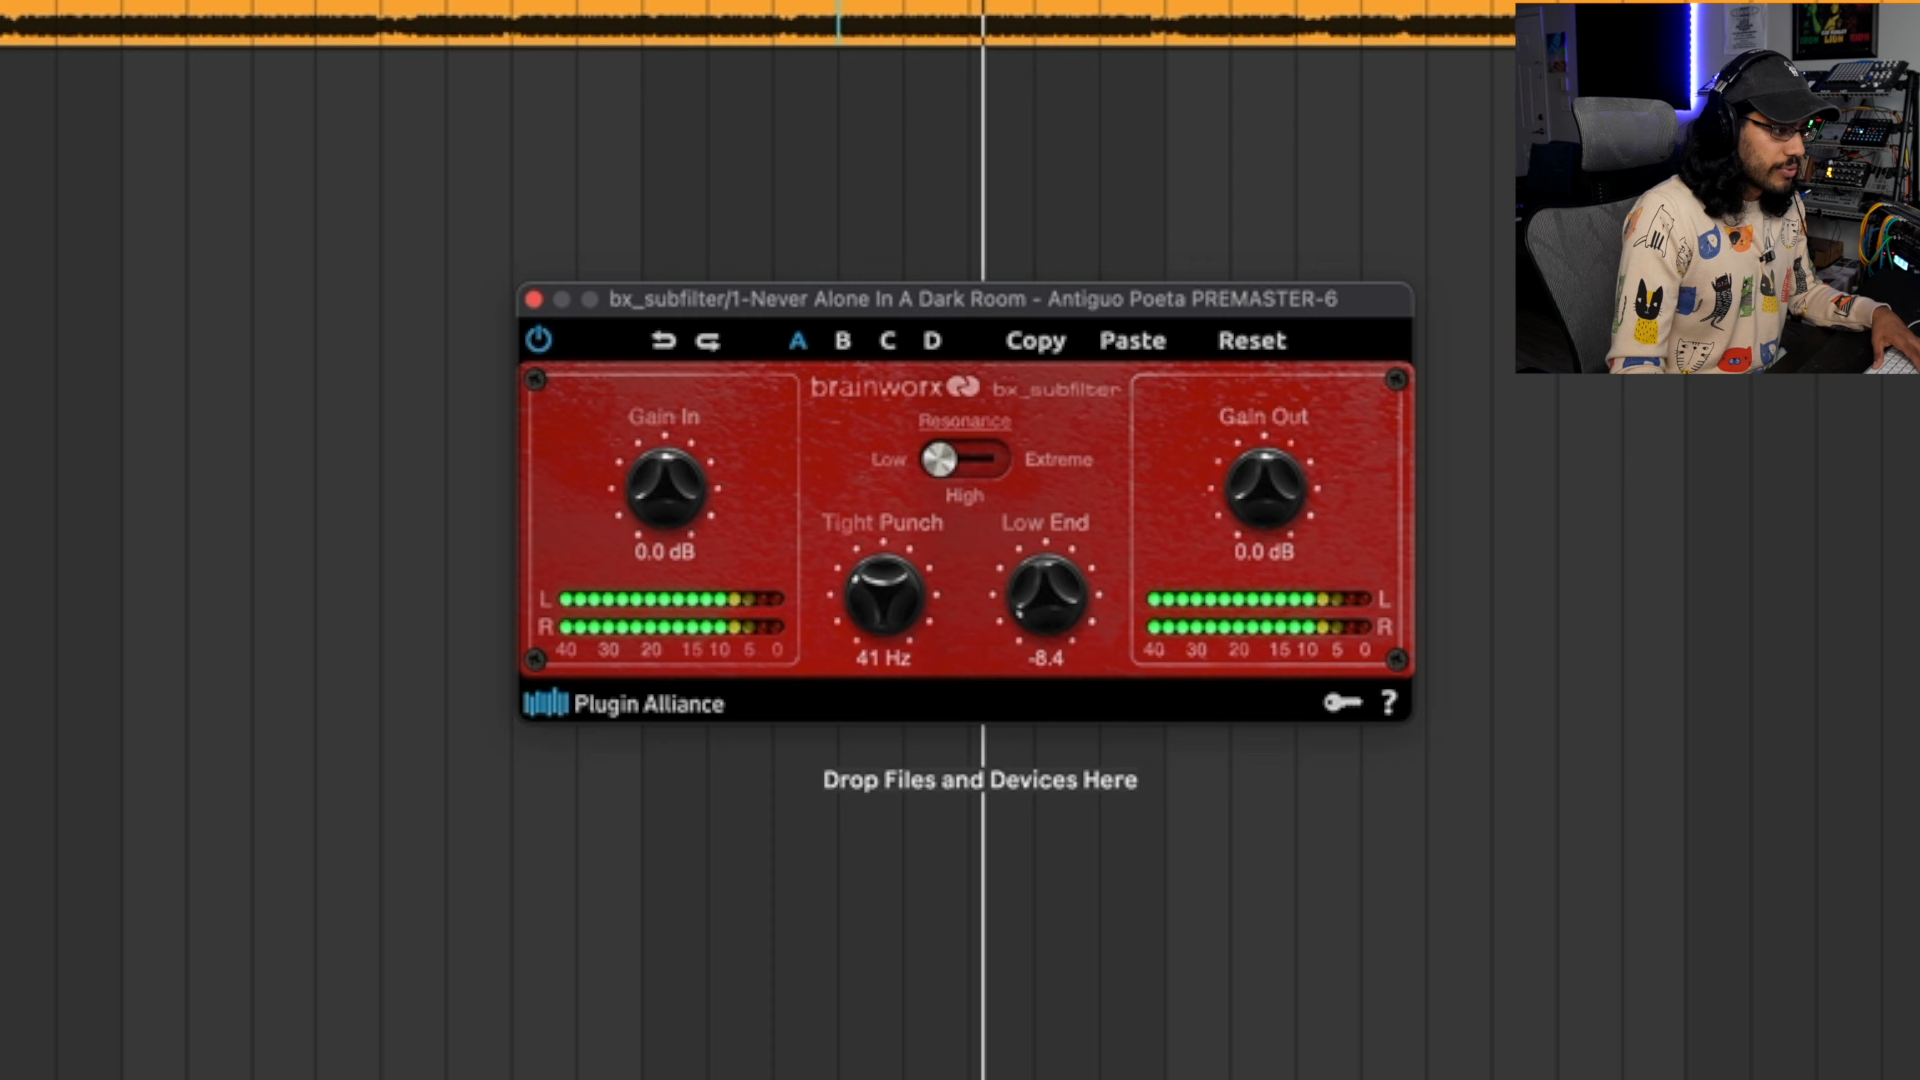 bx_subfilter/1-Never Alone In A Dark Room - Antiguo Poeta PREMASTER-6
A B C D Copy Paste Reset
brainworx bx_subfilter
Gain In
Resonance
Gain Out
Low
Extreme
High
Tight Punch
Low End
0.0 dB
0.0 dB
L
L
R
R
40 30 20 15 10 5 0
40 30 20 15 10 5 0
41 Hz
-8.4
Plugin Alliance
?
Drop Files and Devices Here